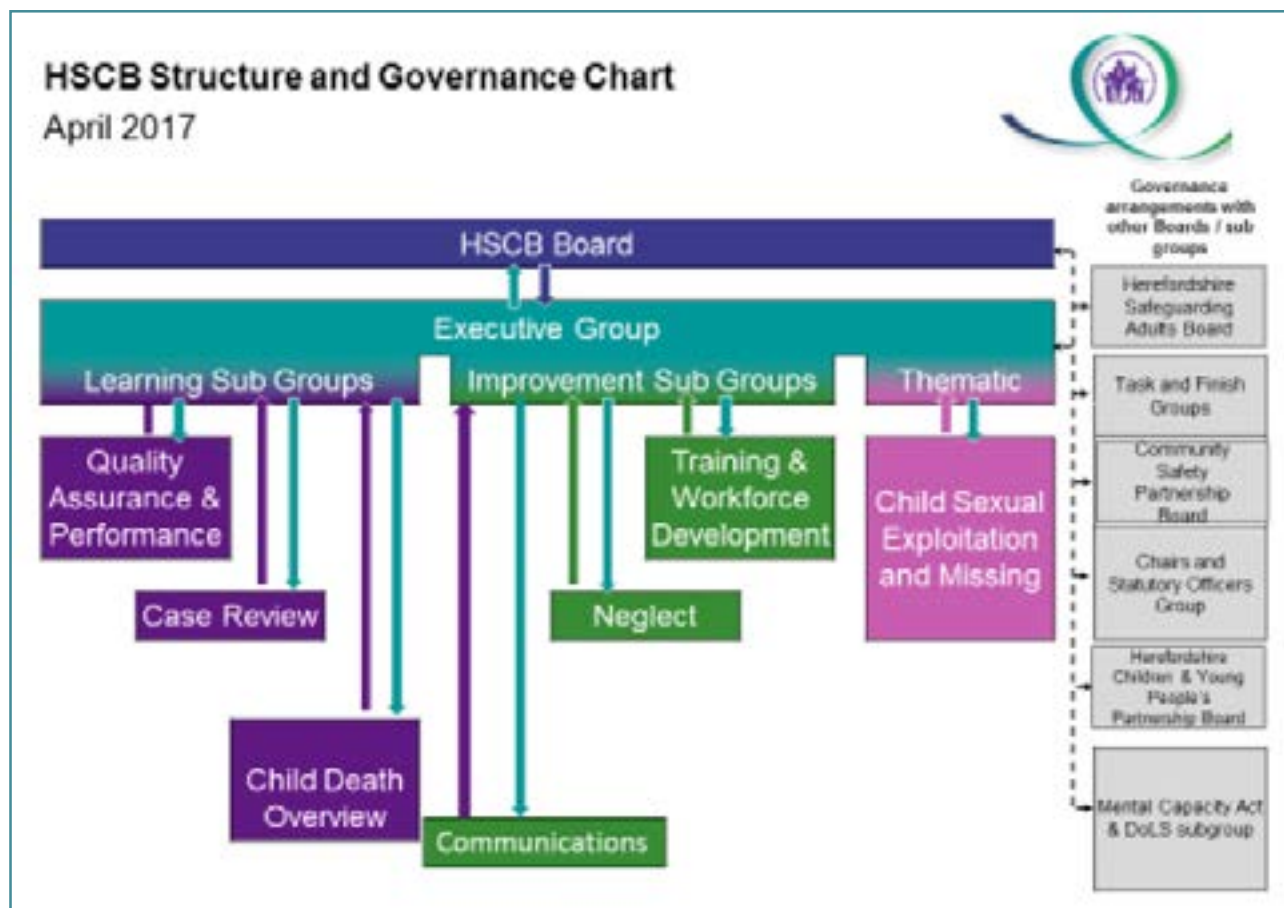 HSCB Structure and Governance Chart
April 2017
Governance
arrangements with
other Boards / sub
groups
HSCB Board
Executive Group
Learning Sub Groups
Improvement Sub Groups
Thematic
Quality
Assurance &
Performance
Case Review
Child Death
Overview
Communications
Neglect
Training &
Workforce
Development
Child Sexual
Exploitation
and Missing
Herefordshire
Safeguarding
Adults Board
Task and Finish
Groups
Community
Safety
Partnership
Board
Chairs and
Statutory Officers
Group
Herefordshire
Children & Young
People's
Partnership Board
Mental Capacity Act
& DoLS subgroup